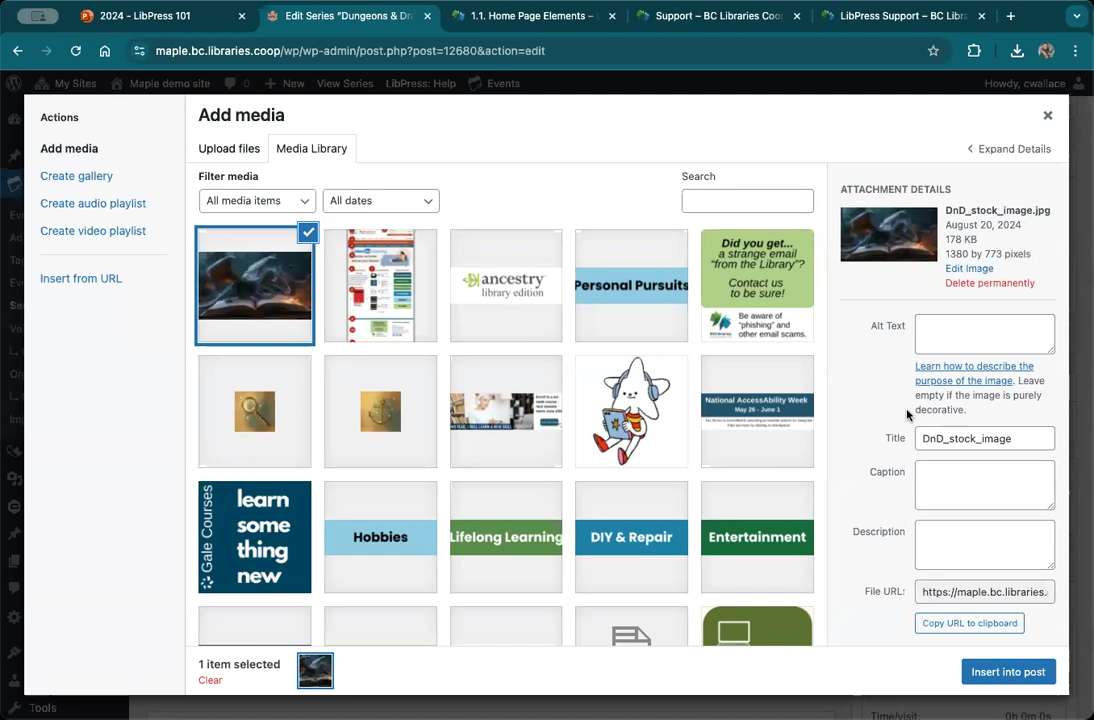 2024 - LibPress 101
Edit Series "Dungeons & Dra
1.1. Home Page Elements –
Support – BC Libraries Coo
LibPress Support – BC Libra
maple.bc.libraries.coop/wp/wp-admin/post.php?post=12680&action=edit
My Sites
Maple demo site
New
View Series
LibPress: Help
Events
Howdy, cwallace
Actions
Add media
Create gallery
Create audio playlist
Create video playlist
Insert from URL
Add media
Upload files
Media Library
Expand Details
Filter media
All media items
All dates
Search
ATTACHMENT DETAILS
DnD_stock_image.jpg
August 20, 2024
178 KB
1380 by 773 pixels
Edit Image
Delete permanently
Alt Text
Learn how to describe the
purpose of the image. Leave
empty if the image is purely
decorative.
Title
DnD_stock_image
Caption
Description
File URL:
https://maple.bc.libraries.
Copy URL to clipboard
ancestry
library edition
Personal Pursuits
Did you get...
a strange email
"from the Library"?
Contact us
to be sure!
Be aware of
"phishing" and
other email scams.
National AccessAbility Week
May 26 - June 1
Gale Courses
learn
some
thing
new
Hobbies
Lifelong Learning
DIY & Repair
Entertainment
1 item selected
Clear
Insert into post
Tools
Time/visit:
0h 0m 0s